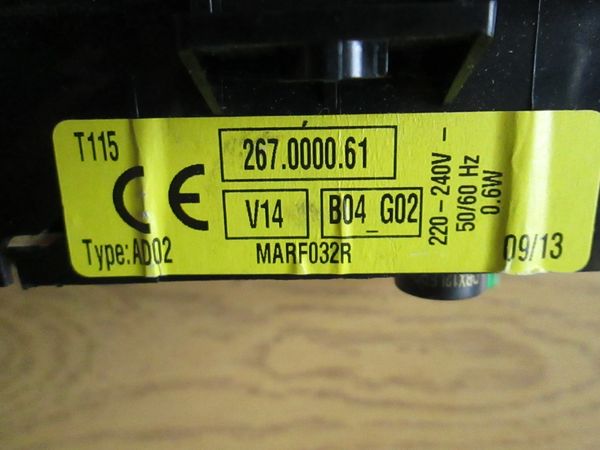 T115
267.0000.61
CE
V14
B04_G02
Type:AD02
MARF032R
220-240V~
50/60 Hz
0.6W
09/13